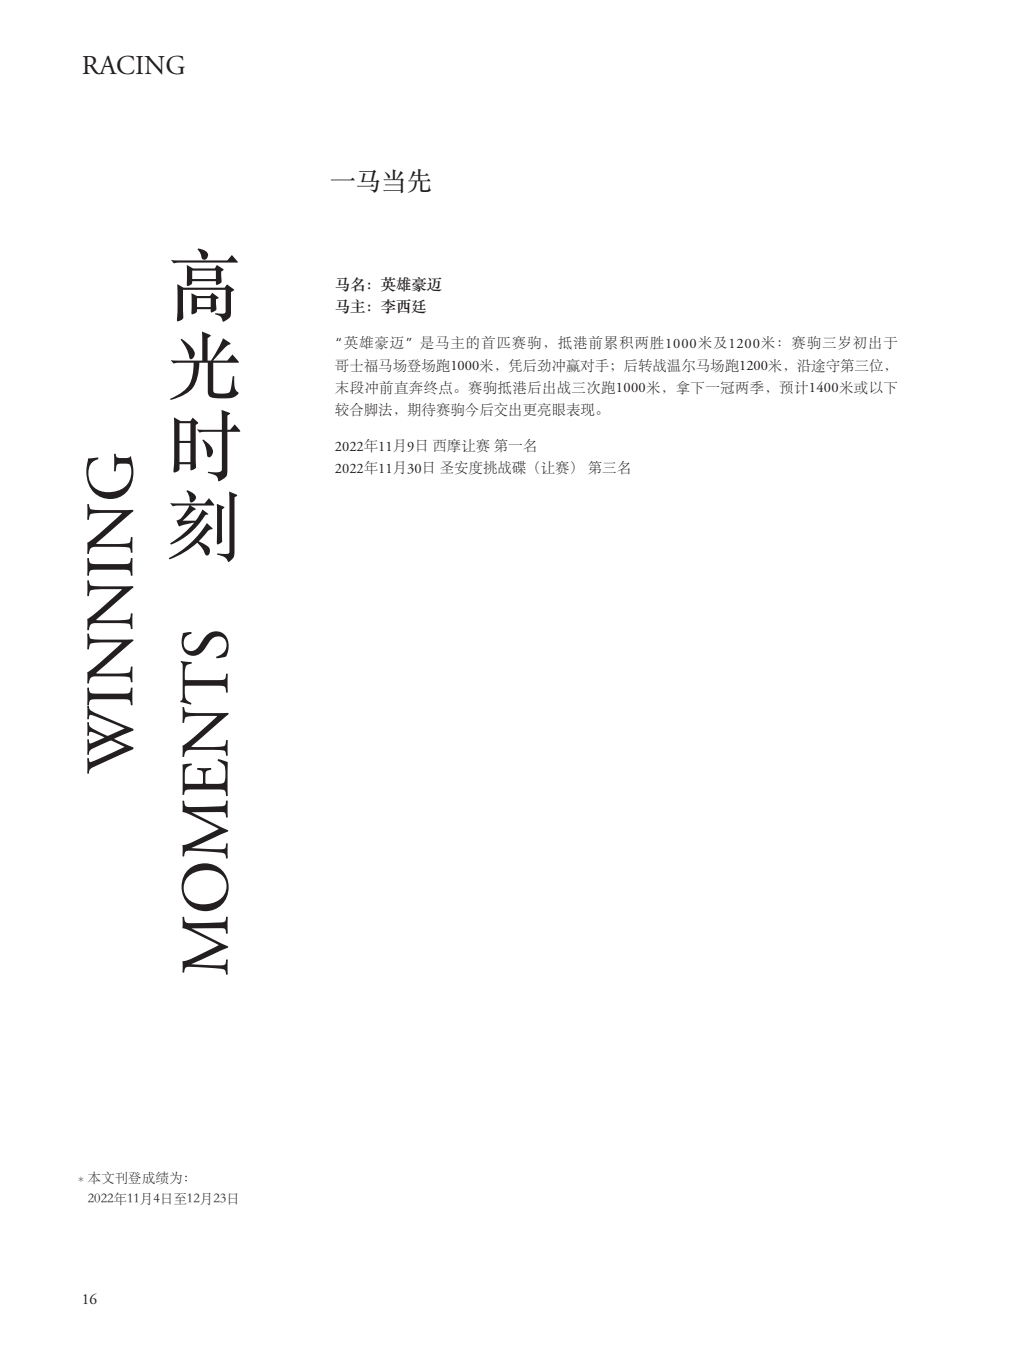 RACING
一马当先
高光时刻
WINNING
MOMENTS
马名：英雄豪迈
马主：李西廷
“英雄豪迈”是马主的首匹赛驹，抵港前累积两胜1000米及1200米：赛驹三岁初出于
哥士福马场登场跑1000米，凭后劲冲赢对手；后转战温尔马场跑1200米，沿途守第三位，
末段冲前直奔终点。赛驹抵港后出战三次跑1000米，拿下一冠两季，预计1400米或以下
较合脚法，期待赛驹今后交出更亮眼表现。
2022年11月9日 西摩让赛 第一名
2022年11月30日 圣安度挑战碟（让赛） 第三名
* 本文刊登成绩为：
2022年11月4日至12月23日
16